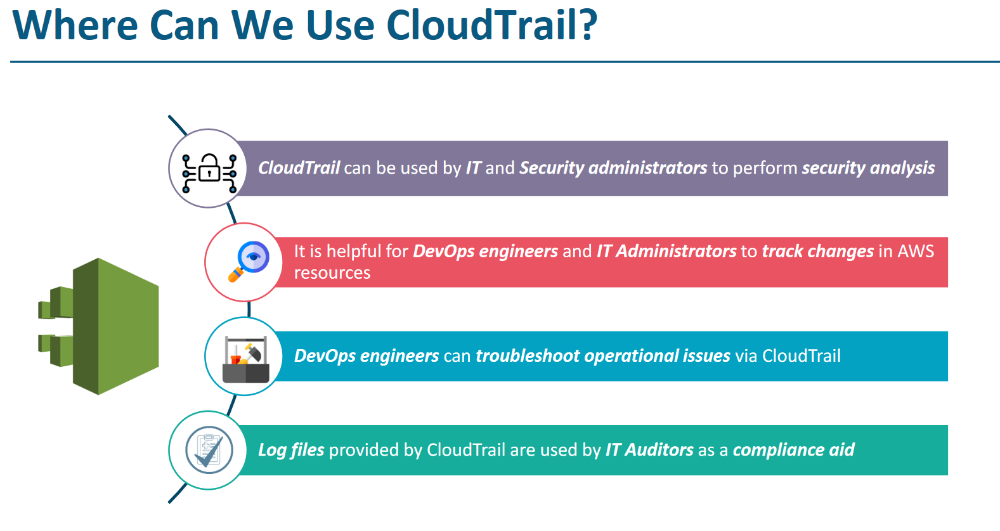 Where Can We Use CloudTrail?
CloudTrail can be used by IT and Security administrators to perform security analysis
It is helpful for DevOps engineers and IT Administrators to track changes in AWS
resources
DevOps engineers can troubleshoot operational issues via CloudTrail
Log files provided by CloudTrail are used by IT Auditors as a compliance aid